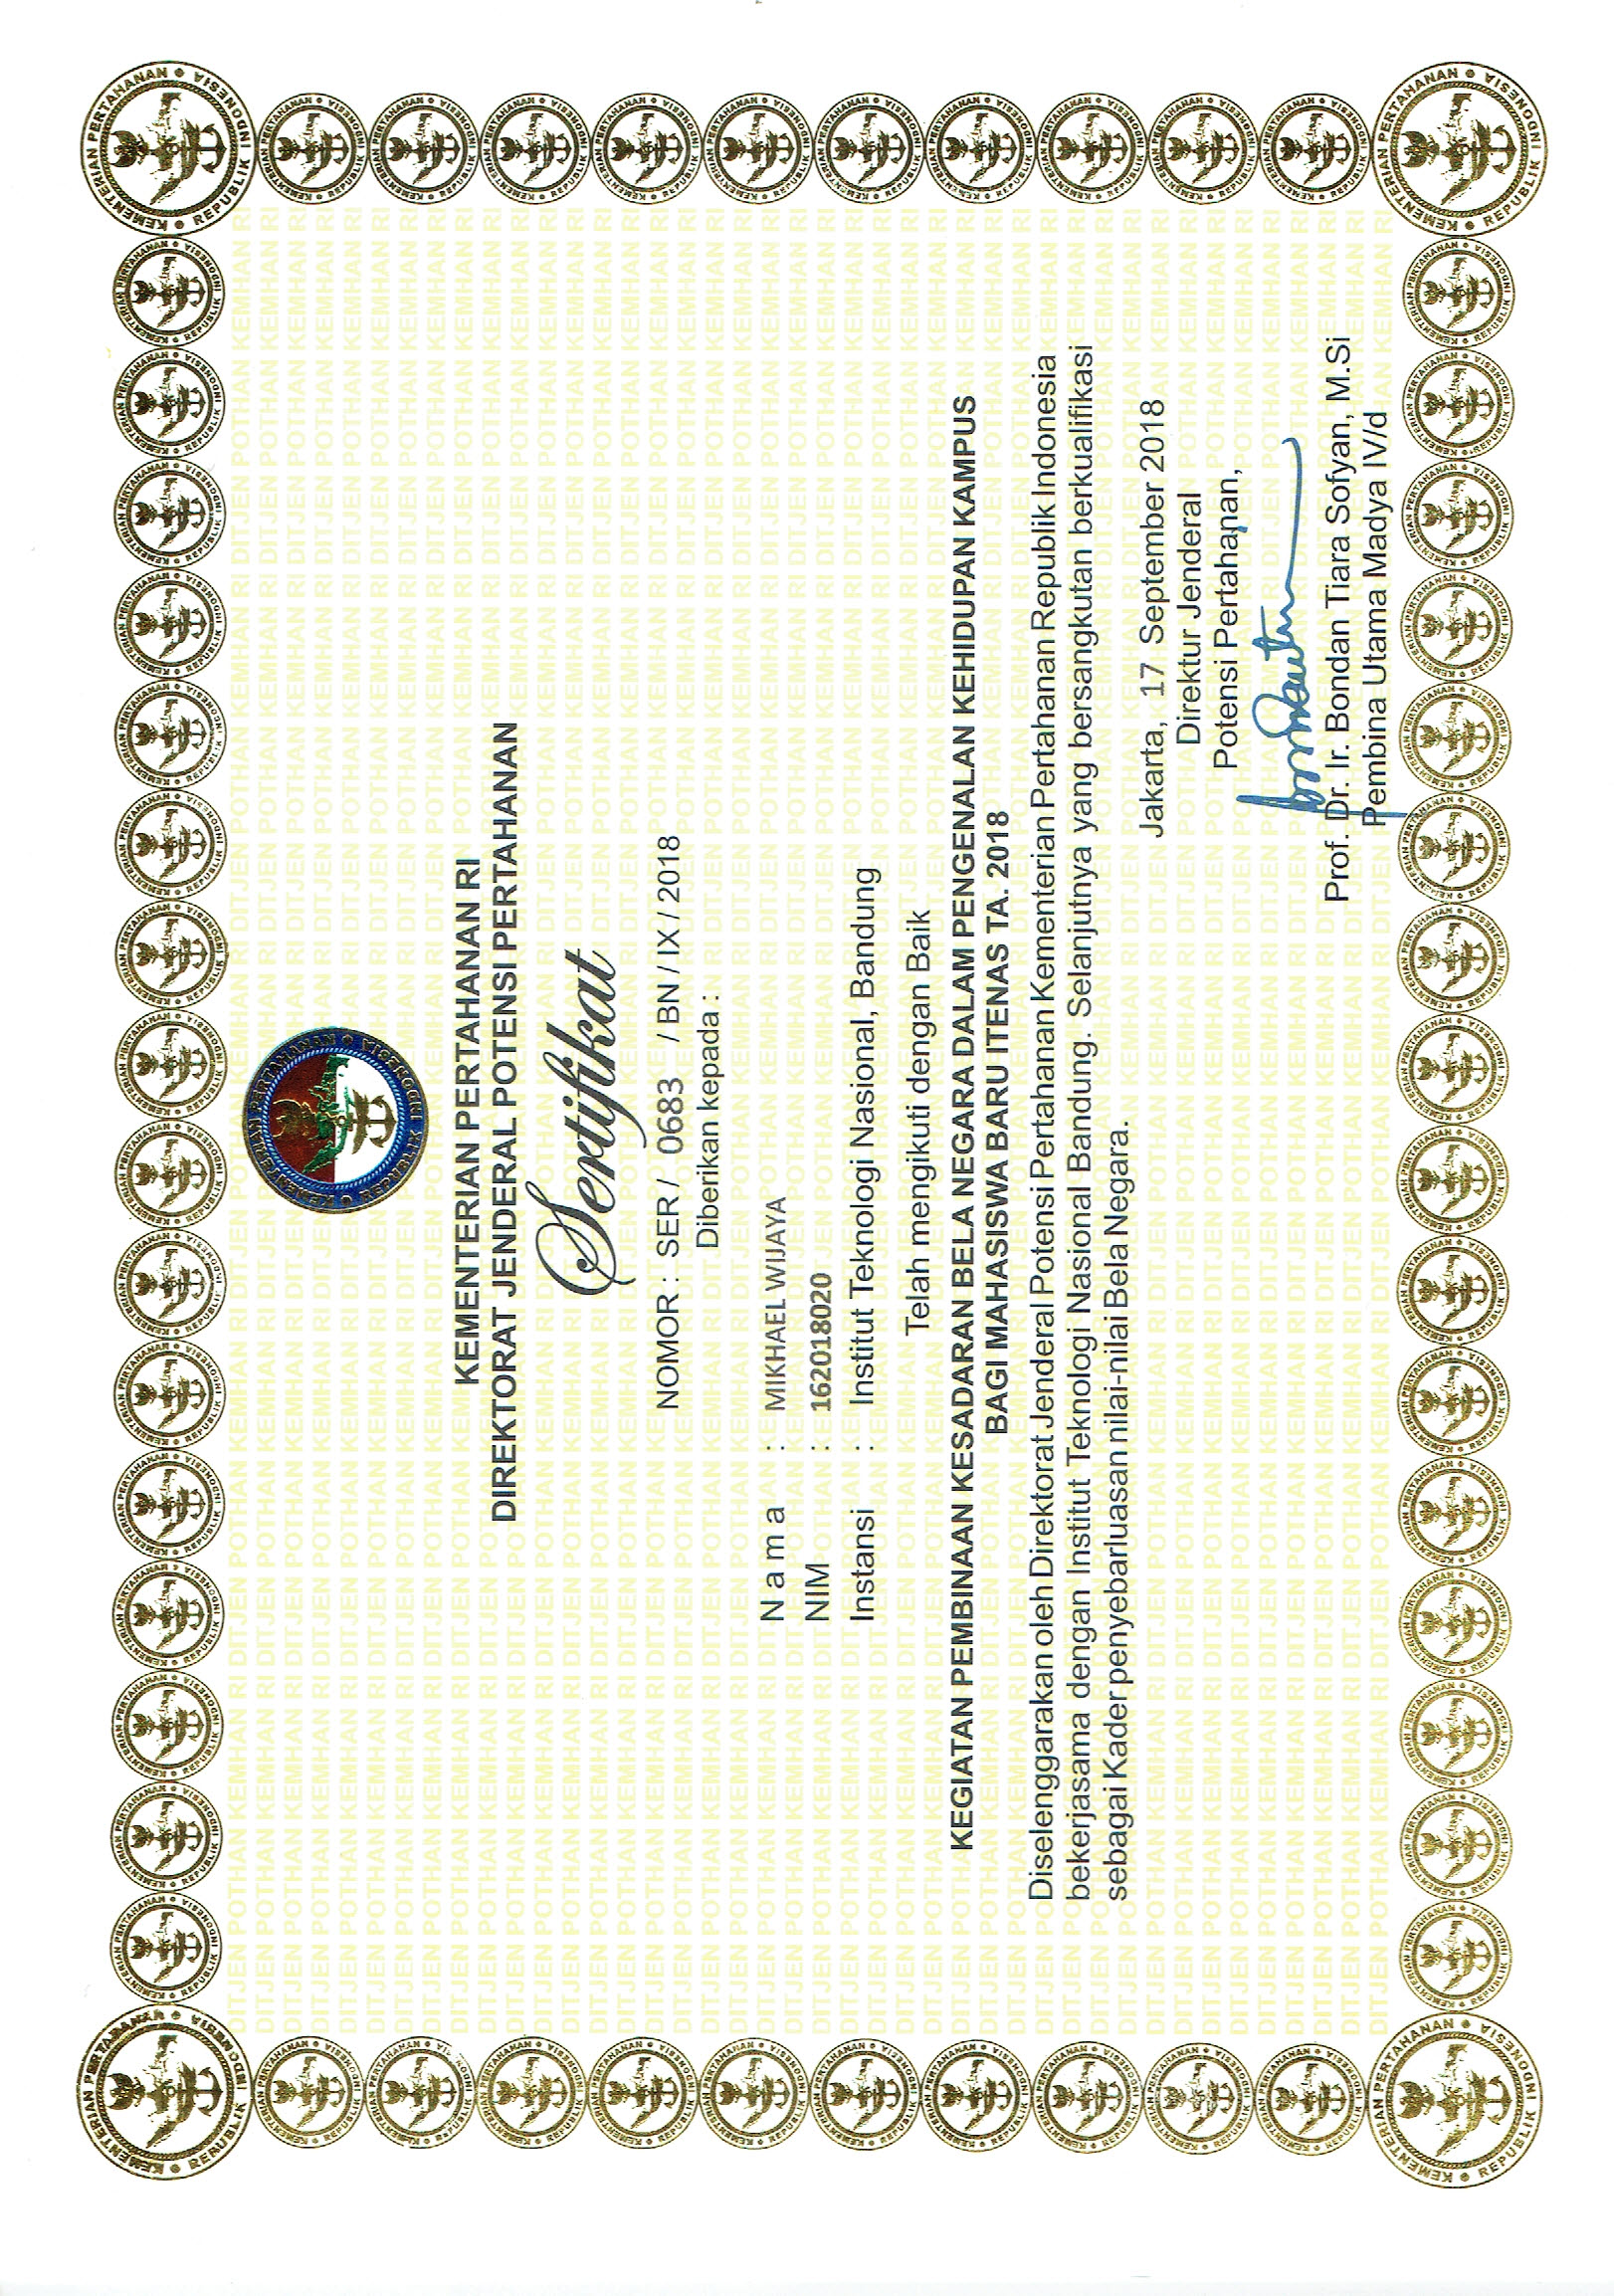 KEMENTERIAN PERTAHANAN
REPUBLIK INDONESIA
KEMENTERIAN PERTAHANAN RI
DIREKTORAT JENDERAL POTENSI PERTAHANAN
Sertifikat
NOMOR : SER / 0683 / BN / IX / 2018
Diberikan kepada :
N a m a : MIKHAEL WIJAYA
NIM : 162018020
Instansi : Institut Teknologi Nasional, Bandung
Telah mengikuti dengan Baik
KEGIATAN PEMBINAAN KESADARAN BELA NEGARA DALAM PENGENALAN KEHIDUPAN KAMPUS
BAGI MAHASISWA BARU ITENAS TA. 2018
Diselenggarakan oleh Direktorat Jenderal Potensi Pertahanan Kementerian Pertahanan Republik Indonesia
bekerjasama dengan Institut Teknologi Nasional Bandung. Selanjutnya yang bersangkutan berkualifikasi
sebagai Kader penyebarluasan nilai-nilai Bela Negara.
Jakarta, 17 September 2018
Direktur Jenderal
Potensi Pertahanan,
Prof. Dr. Ir. Bondan Tiara Sofyan, M.Si
Pembina Utama Madya IV/d
DITJEN POTHAN KEMHAN RI